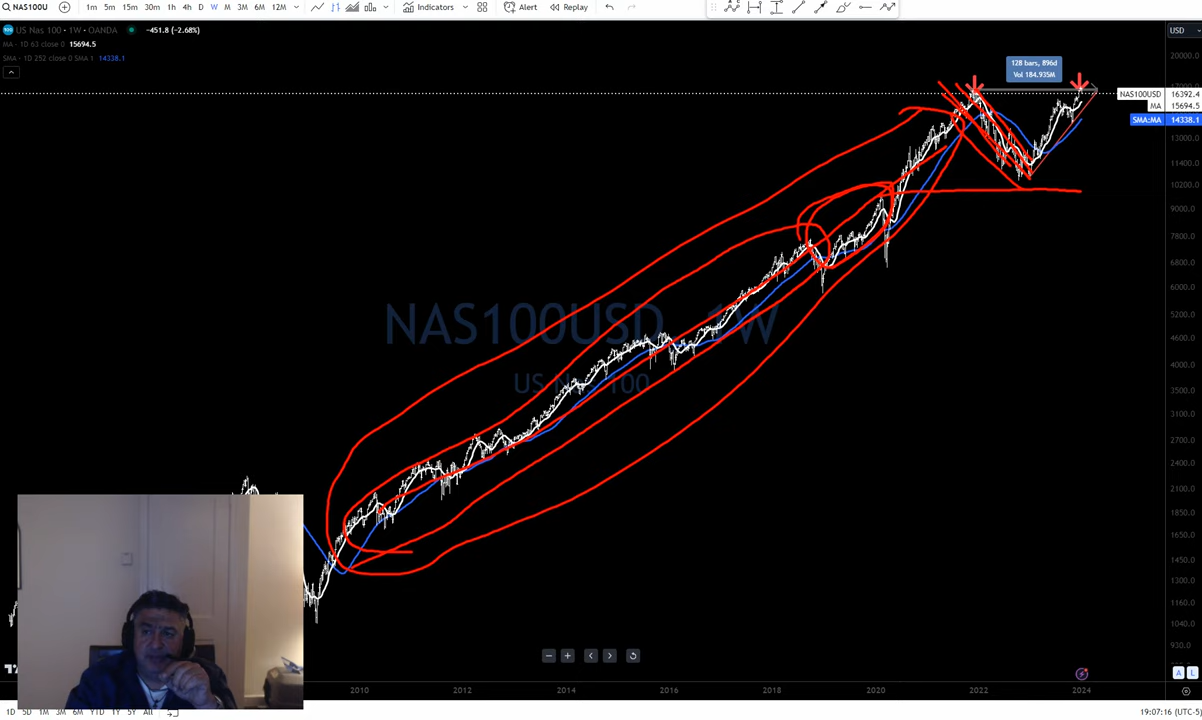 NAS100U 1m 5m 15m 30m 1h 4h D W M 3M 6M 12M Indicators Alert Replay
US Nas 100 · 1W · OANDA −451.8 (−2.68%)
MA · 1D 63 close 0 15694.5
SMA · 1D 252 close 0 SMA 1 14338.1
USD
20000.0
128 bars, 896d
Vol 184.935M
NAS100USD 16392.4
MA 15694.5
SMA:MA 14338.1
13000.0
11400.0
10200.0
9000.0
7800.0
6800.0
6000.0
5200.0
4600.0
4000.0
3500.0
3100.0
2700.0
2400.0
2100.0
1850.0
1650.0
1450.0
1300.0
1160.0
1040.0
930.0
NAS100USD 1W
US N 100
A L
2010 2012 2014 2016 2018 2020 2022 2024
1D 5D 1M 3M 6M YTD 1Y 5Y All 19:07:16 (UTC-5)